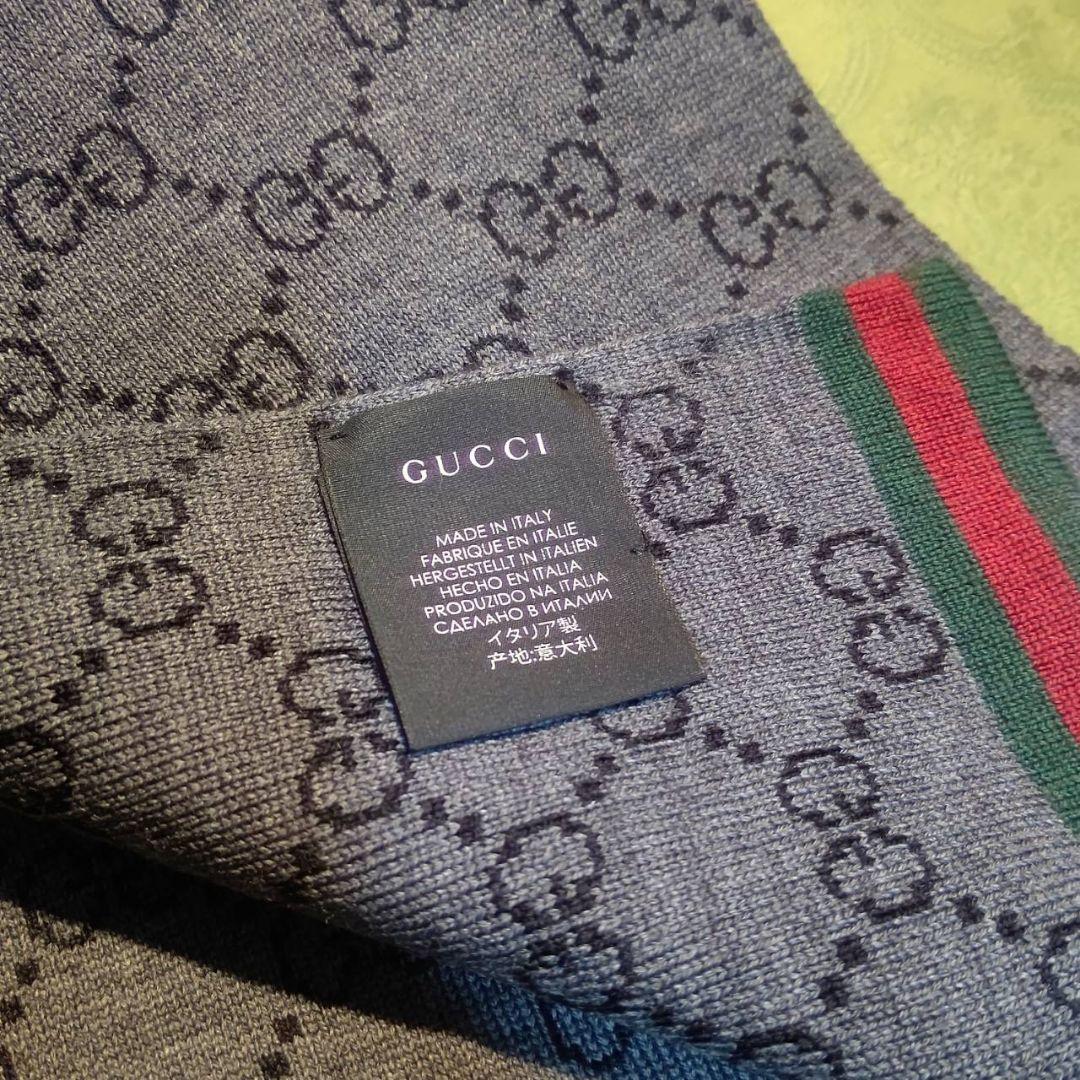 GUCCI
MADE IN ITALY
FABRIQUE EN ITALIE
HERGESTELLT IN ITALIEN
HECHO EN ITALIA
PRODUZIDO NA ITALIA
СДЕЛАНО В ИТАЛИИ
イタリア製
产地:意大利